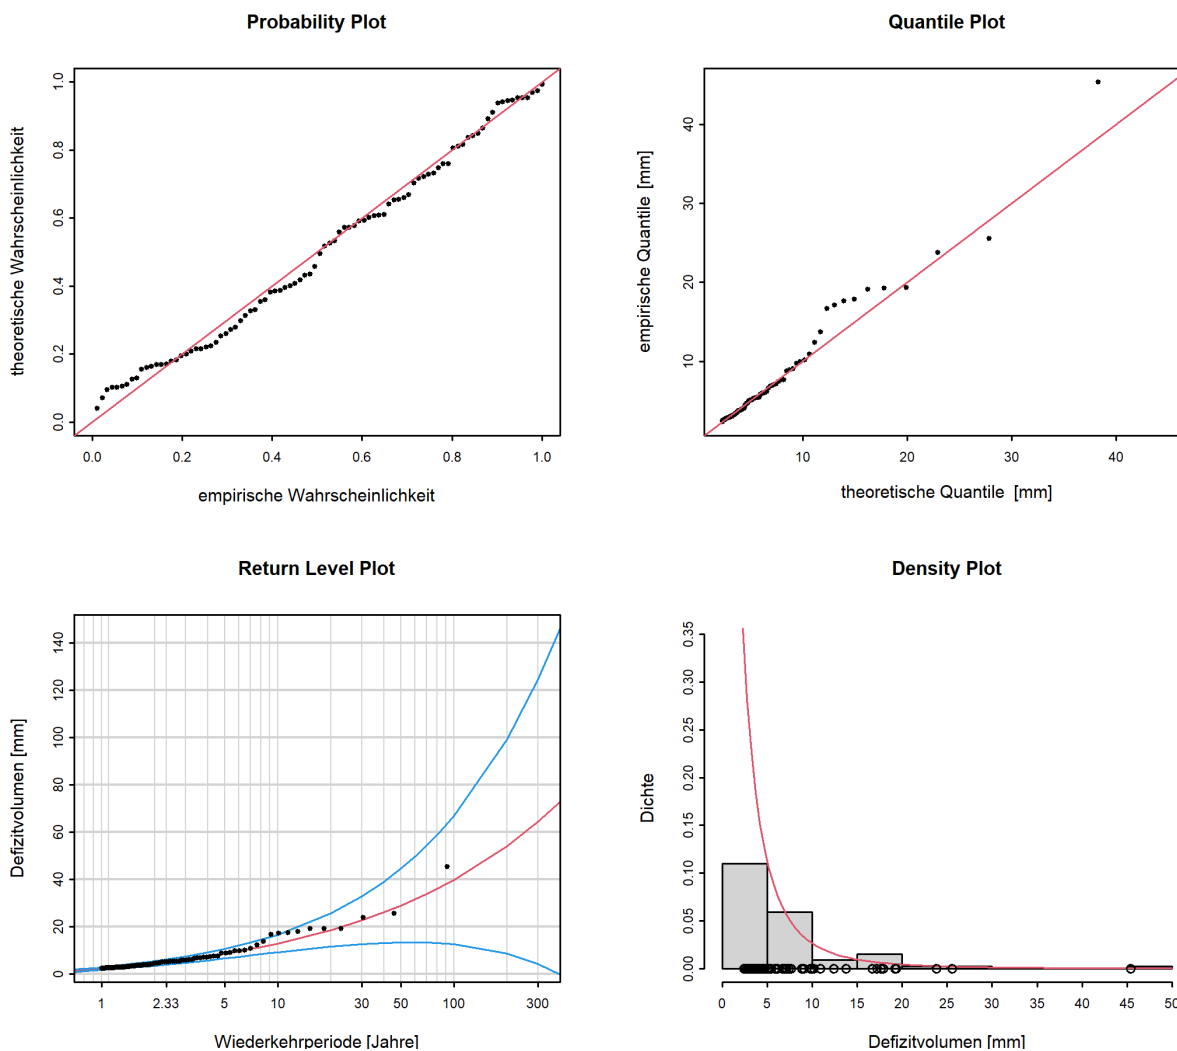 Probability Plot
theoretische Wahrscheinlichkeit
0.0 0.2 0.4 0.6 0.8 1.0
0.0 0.2 0.4 0.6 0.8 1.0
empirische Wahrscheinlichkeit
Quantile Plot
empirische Quantile [mm]
10 20 30 40
10 20 30 40
theoretische Quantile [mm]
Return Level Plot
Defizitvolumen [mm]
0 20 40 60 80 100 120 140
1 2.33 5 10 30 50 100 300
Wiederkehrperiode [Jahre]
Density Plot
Dichte
0.00 0.05 0.10 0.15 0.20 0.25 0.30 0.35
0 5 10 15 20 25 30 35 40 45 50
Defizitvolumen [mm]